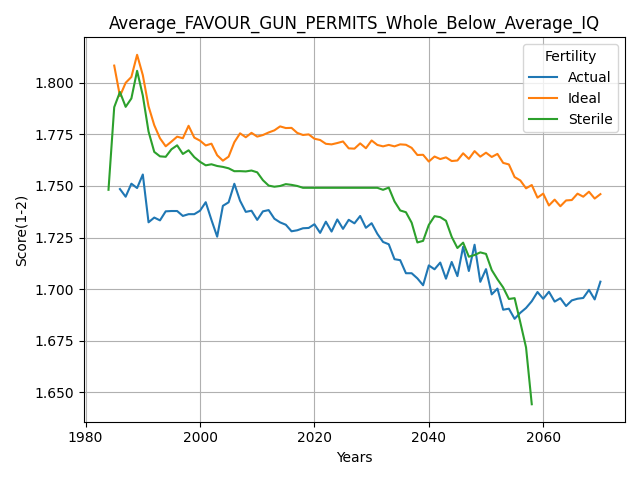 Average_FAVOUR_GUN_PERMITS_Whole_Below_Average_IQ
Fertility
Actual
Ideal
Sterile
Score(1-2)
1.800
1.775
1.750
1.725
1.700
1.675
1.650
1980 2000 2020 2040 2060
Years